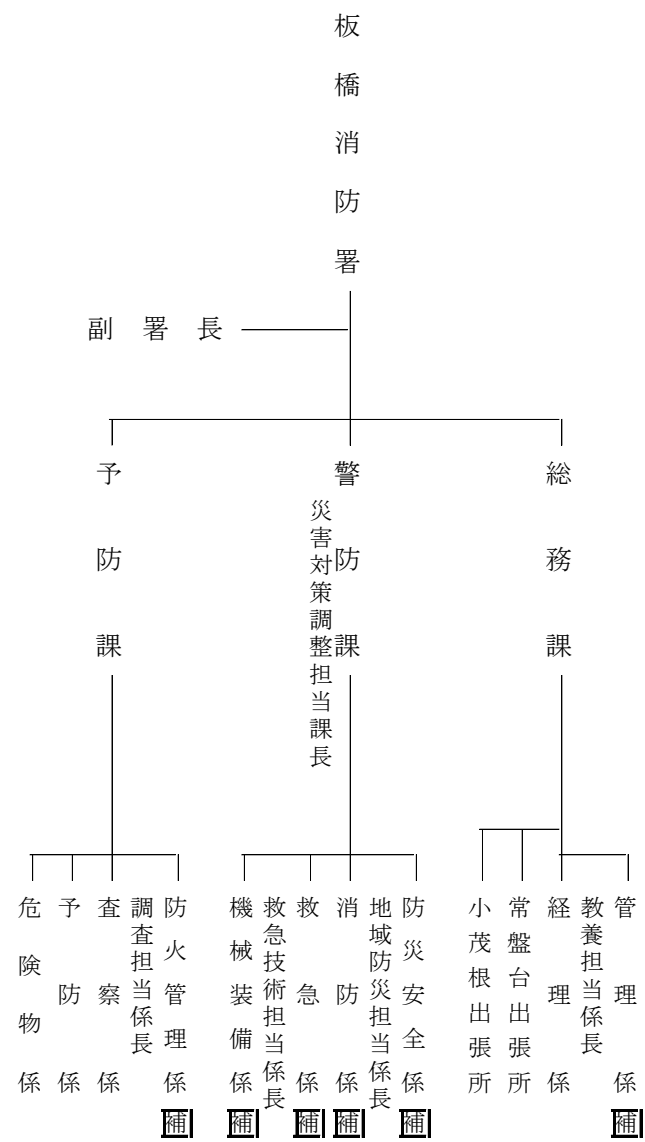 板橋消防署
副署長
総務課
警防課
災害対策調整担当課長
予防課
管理係
補
教養担当係長
経理係
常盤台出張所
小茂根出張所
防災安全係
補
地域防災担当係長
消防係
補
救急係
補
救急技術担当係長
機械装備係
補
防火管理係
補
調査担当係長
査察係
予防係
危険物係